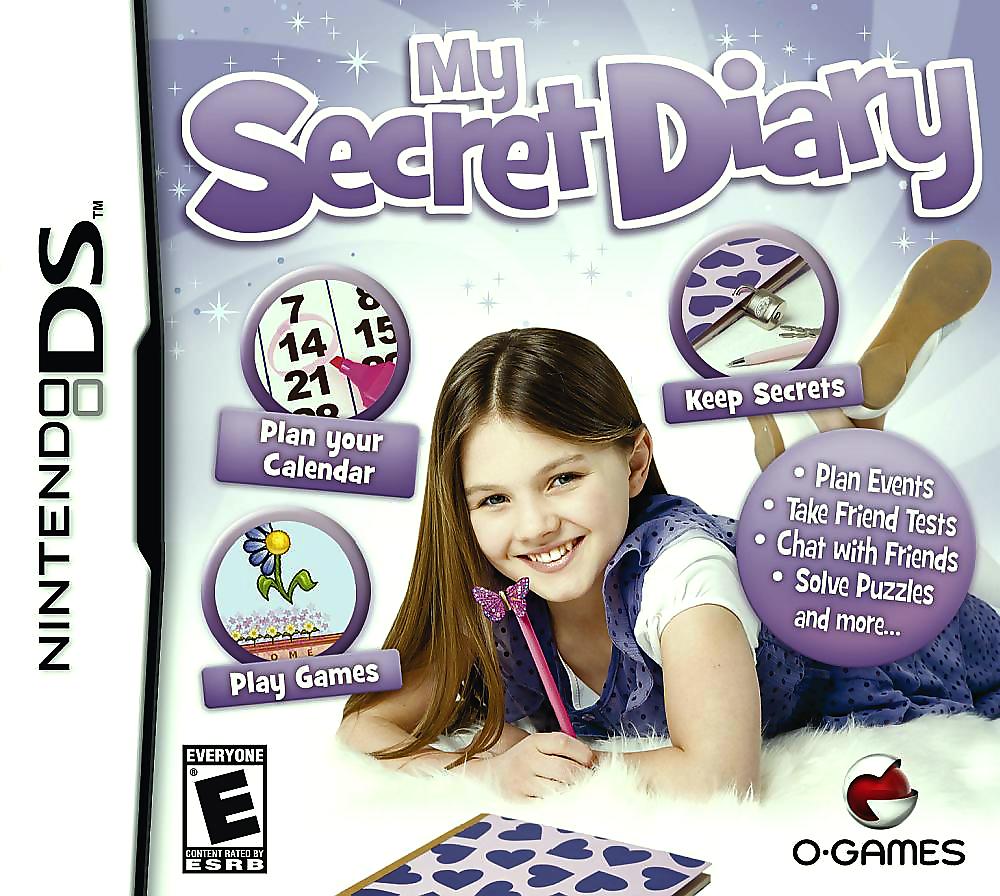 NINTENDO DS™
My
Secret Diary
7
14
15
21
Plan your
Calendar
Keep Secrets
• Plan Events
• Take Friend Tests
• Chat with Friends
• Solve Puzzles
and more...
OME
Play Games
EVERYONE
E
®
CONTENT RATED BY
ESRB
O·GAMES